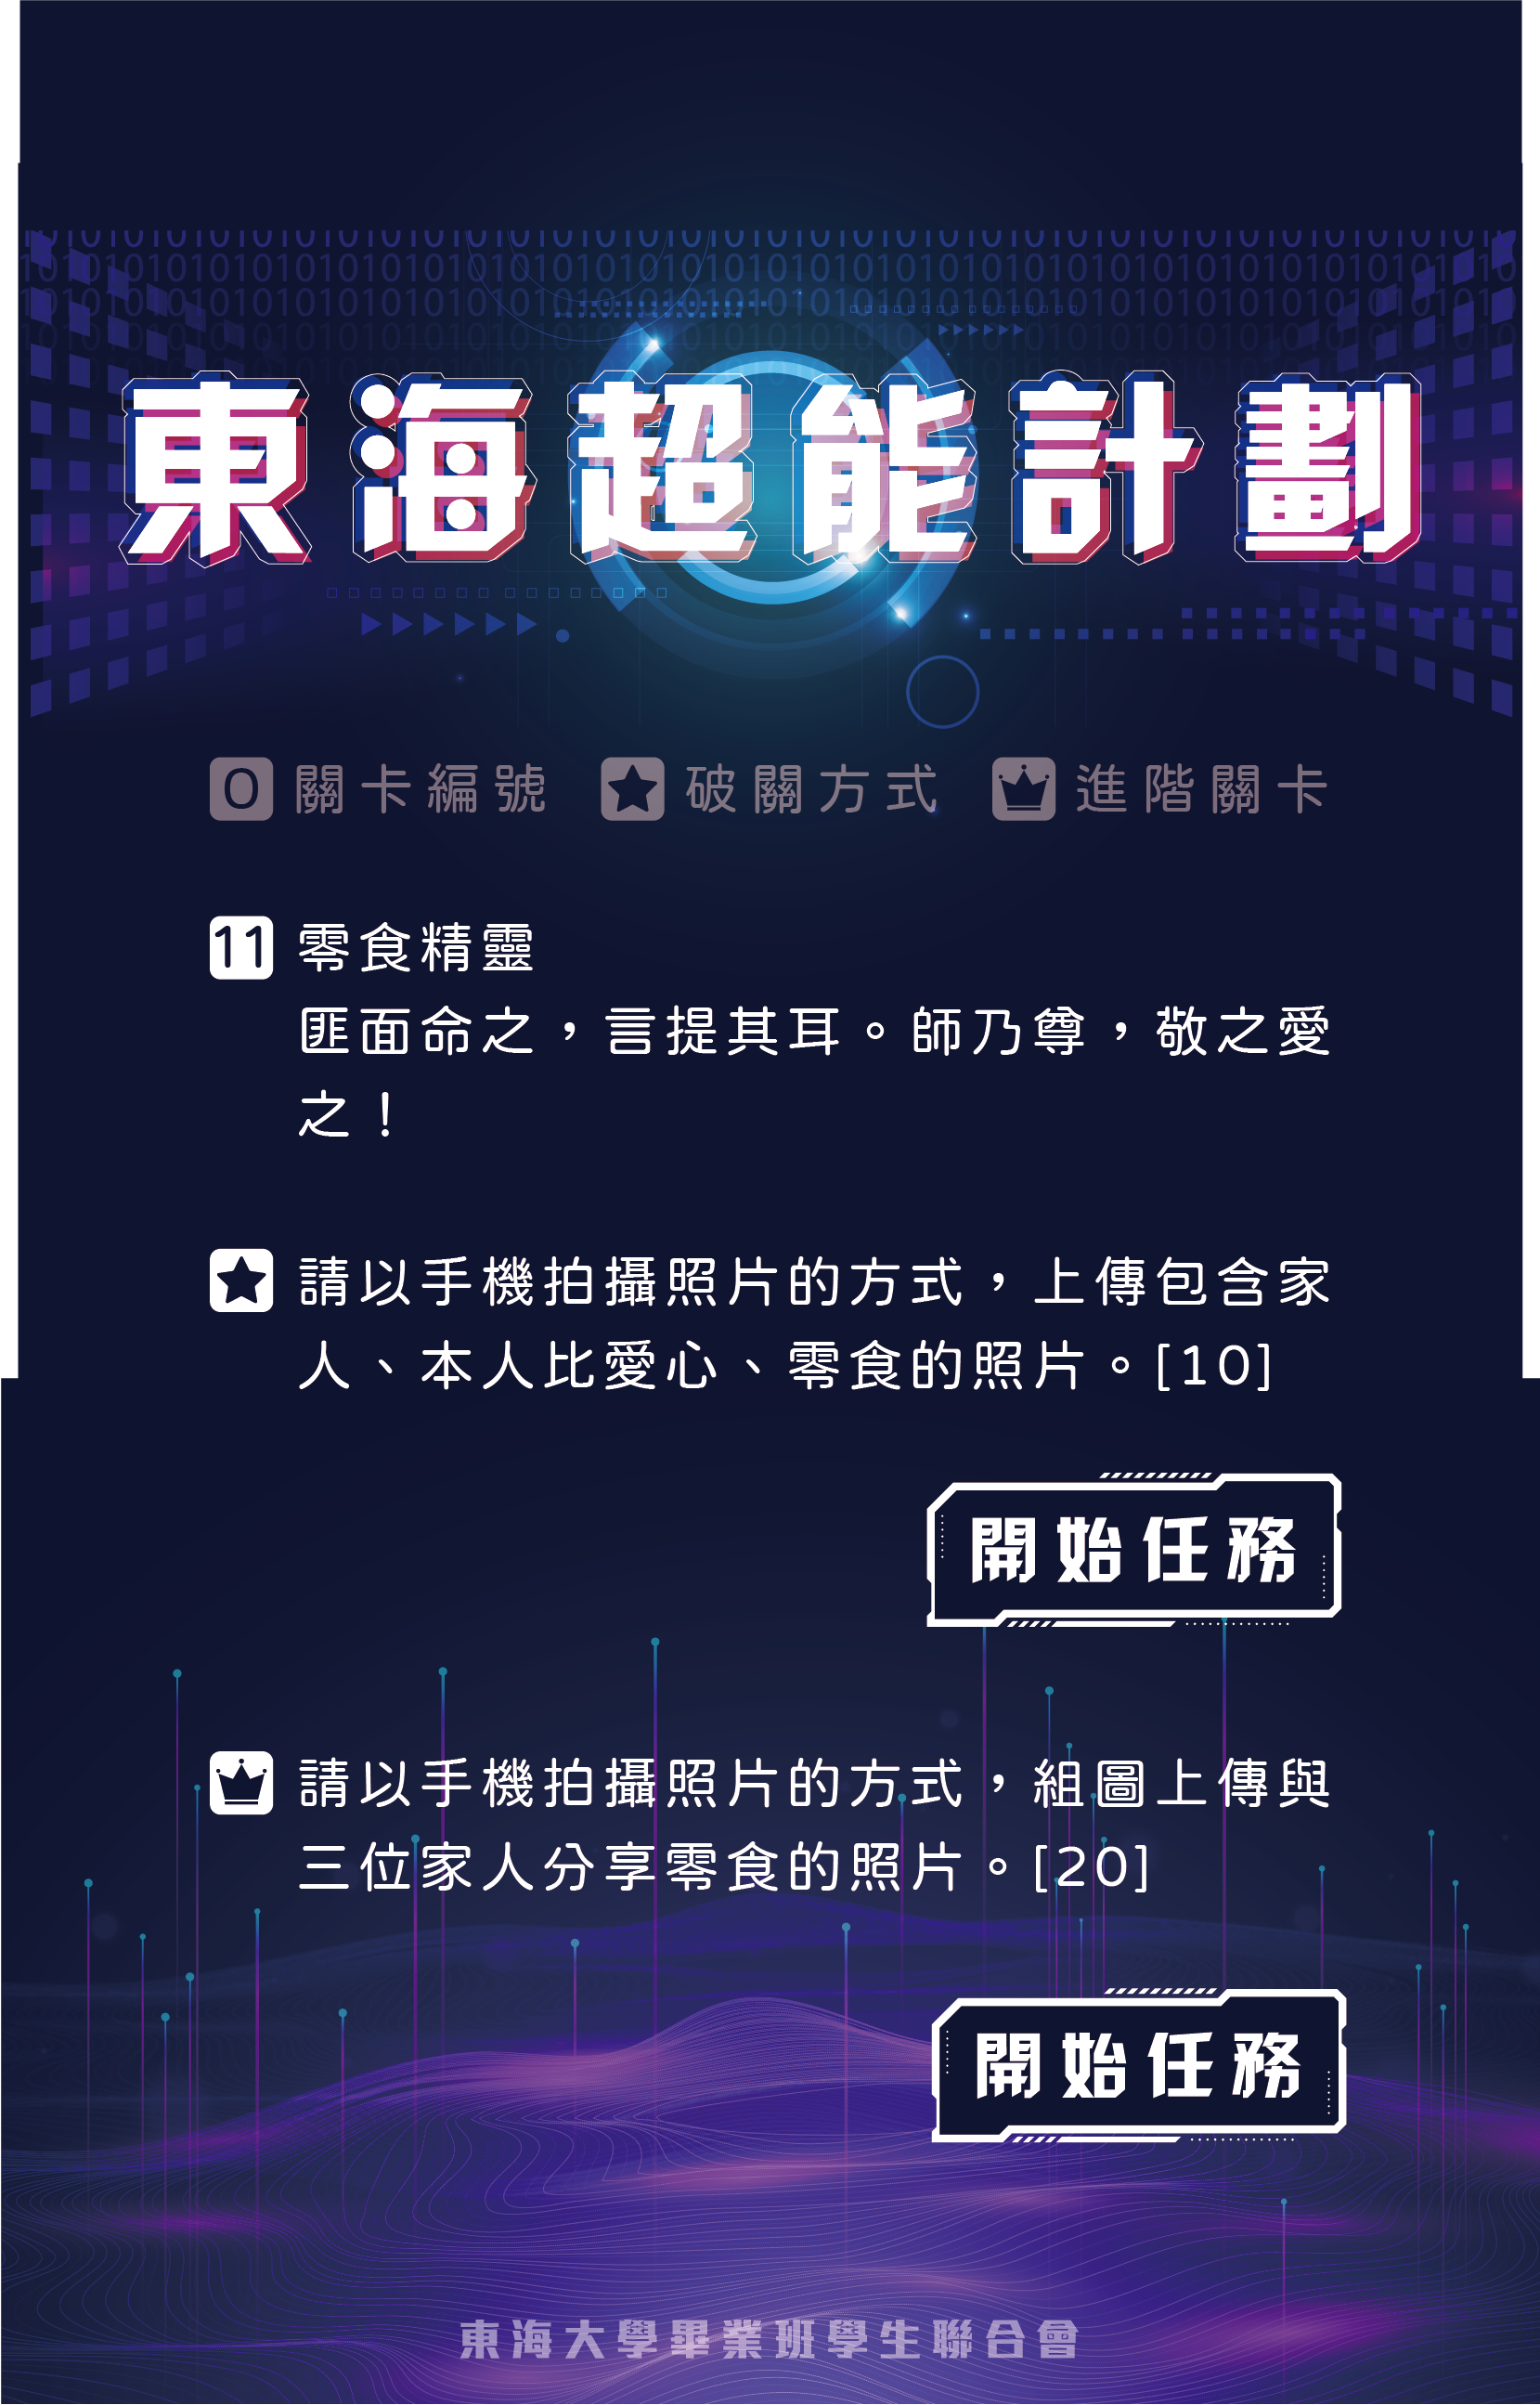 東海超能計劃
0 關卡編號 破關方式 進階關卡
11 零食精靈
匪面命之，言提其耳。師乃尊，敬之愛
之！
請以手機拍攝照片的方式，上傳包含家
人、本人比愛心、零食的照片。[10]
開始任務
請以手機拍攝照片的方式，組圖上傳與
三位家人分享零食的照片。[20]
開始任務
東海大學畢業班學生聯合會